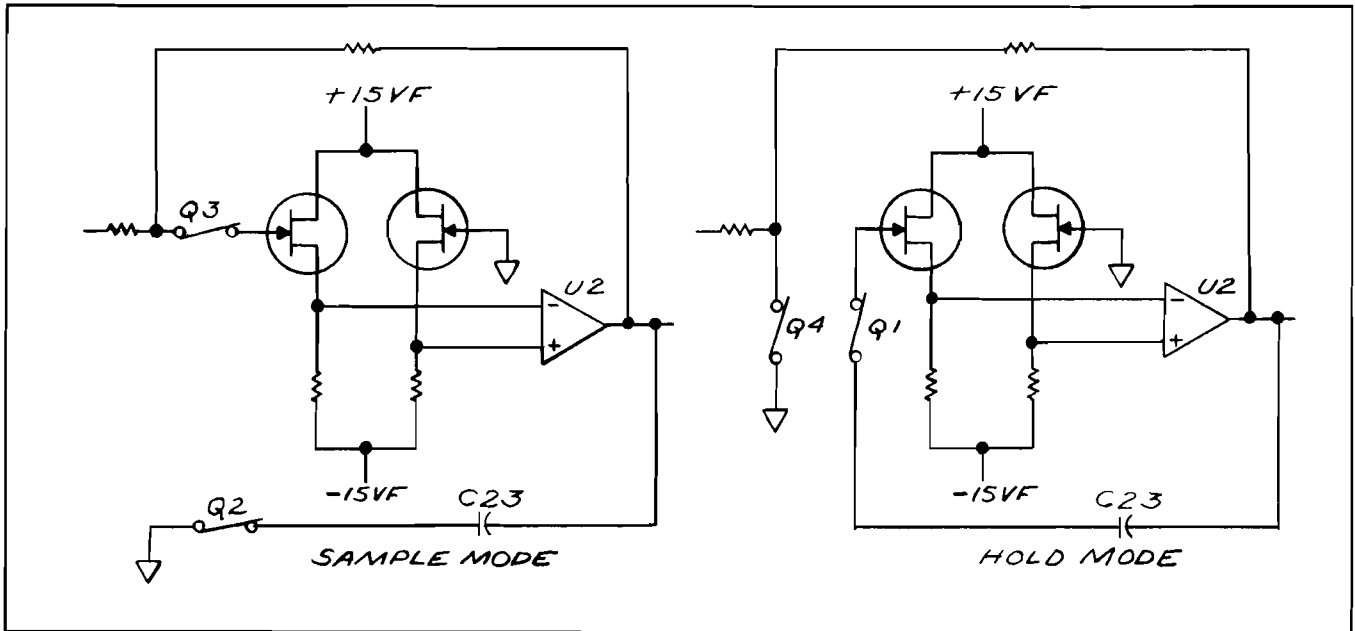 +15VF
Q3
U2
-
+
-15VF
Q2
C23
SAMPLE MODE
+15VF
Q4
Q1
U2
-
+
-15VF
C23
HOLD MODE